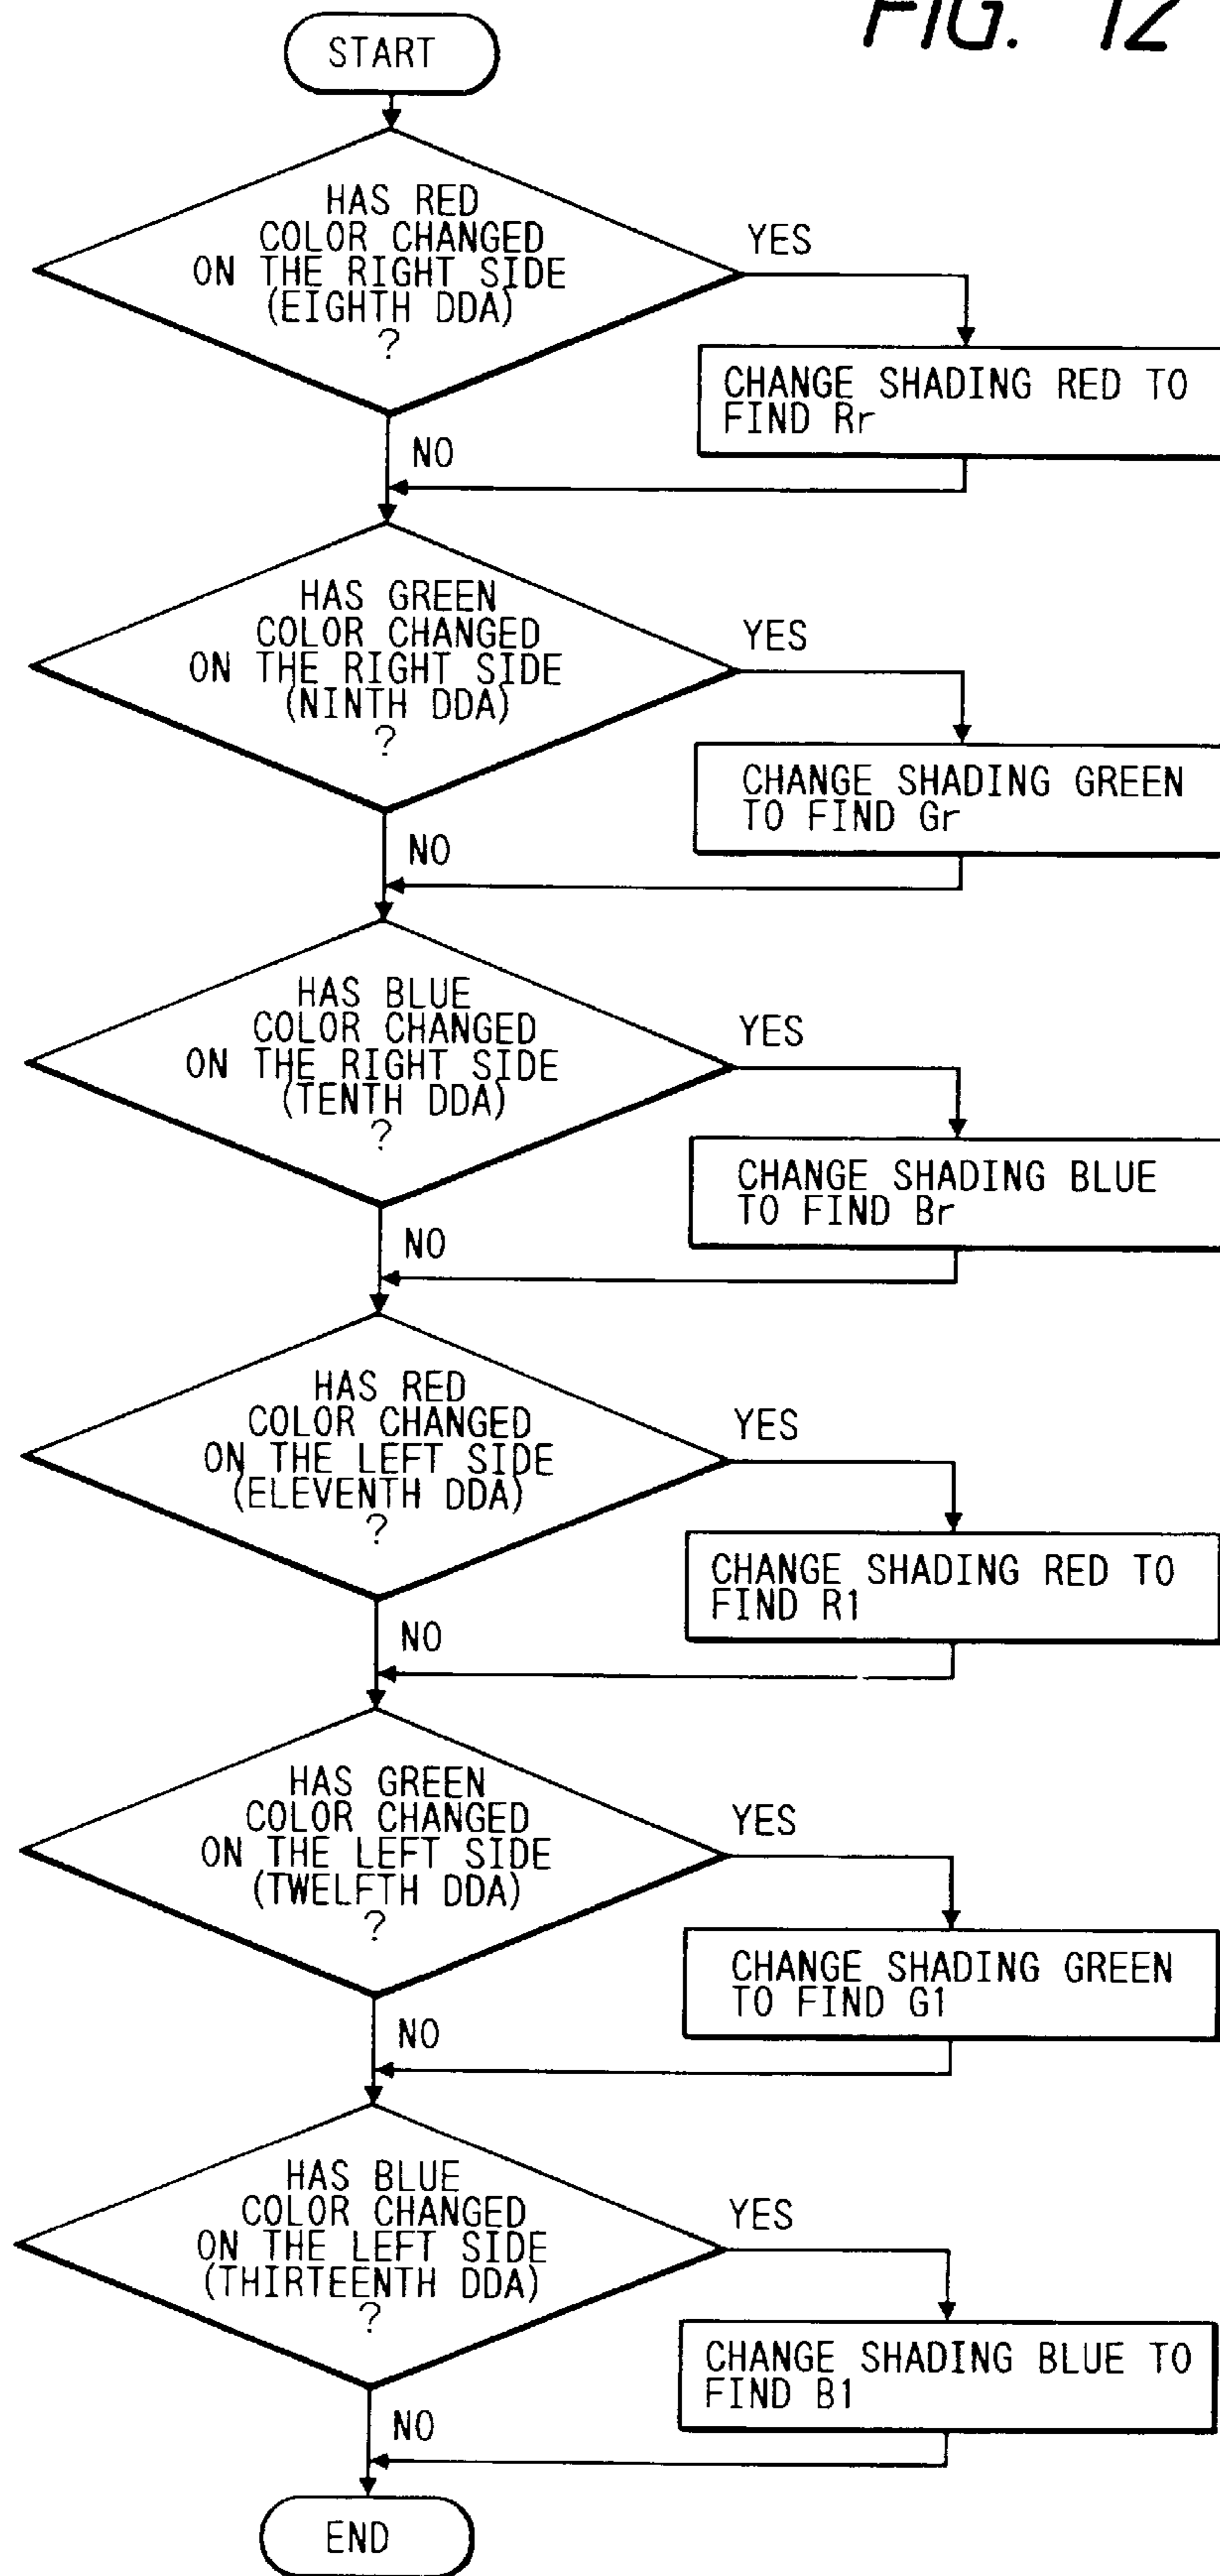 FIG. 12
START
HAS RED
COLOR CHANGED
ON THE RIGHT SIDE
(EIGHTH DDA)
?
YES
CHANGE SHADING RED TO
FIND Rr
NO
HAS GREEN
COLOR CHANGED
ON THE RIGHT SIDE
(NINTH DDA)
?
YES
CHANGE SHADING GREEN
TO FIND Gr
NO
HAS BLUE
COLOR CHANGED
ON THE RIGHT SIDE
(TENTH DDA)
?
YES
CHANGE SHADING BLUE
TO FIND Br
NO
HAS RED
COLOR CHANGED
ON THE LEFT SIDE
(ELEVENTH DDA)
?
YES
CHANGE SHADING RED TO
FIND R1
NO
HAS GREEN
COLOR CHANGED
ON THE LEFT SIDE
(TWELFTH DDA)
?
YES
CHANGE SHADING GREEN
TO FIND G1
NO
HAS BLUE
COLOR CHANGED
ON THE LEFT SIDE
(THIRTEENTH DDA)
?
YES
CHANGE SHADING BLUE TO
FIND B1
NO
END